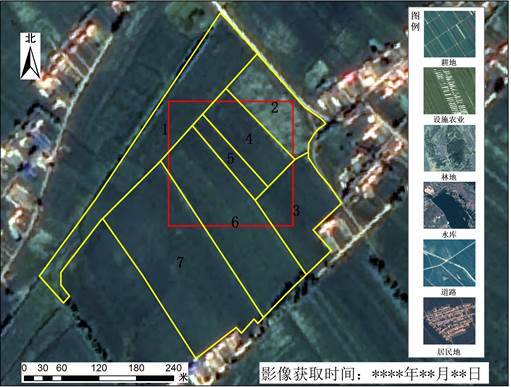 北
图
例
耕地
设施农业
林地
水库
道路
居民地
1
2
3
4
5
6
7
0 30 60 120 180 240
米
影像获取时间：****年**月**日